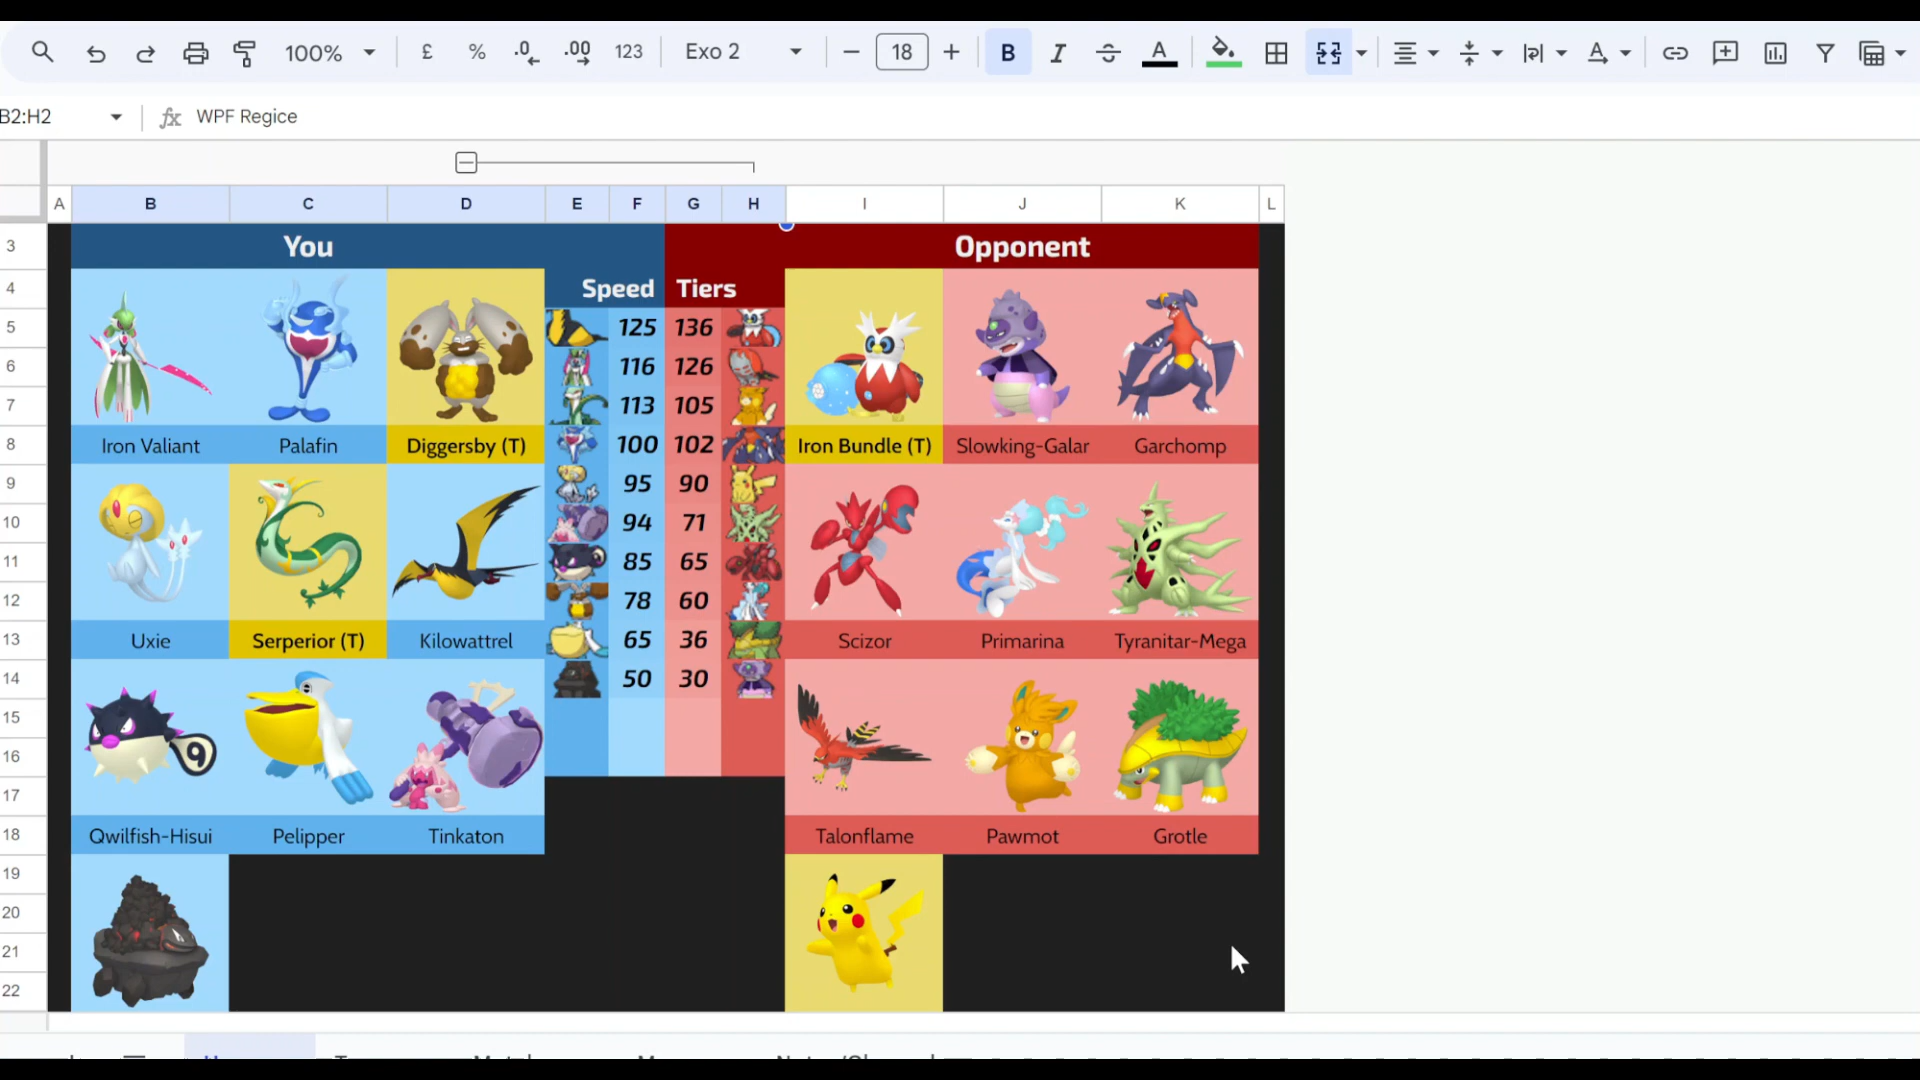 100%
£
%
.0
.00
123
Exo 2
18
B
I
S
A
B2:H2
fx
WPF Regice
A B C D E F G H I J K L
3
You
Opponent
4
Speed Tiers
5
125 136
6
116 126
7
113 105
8
Iron Valiant Palafin Diggersby (T)
100 102
Iron Bundle (T) Slowking-Galar Garchomp
9
95 90
10
94 71
11
85 65
12
78 60
13
Uxie Serperior (T) Kilowattrel
65 36
Scizor Primarina Tyranitar-Mega
14
50 30
15
16
17
18
Qwilfish-Hisui Pelipper Tinkaton
Talonflame Pawmot Grotle
19
20
21
22